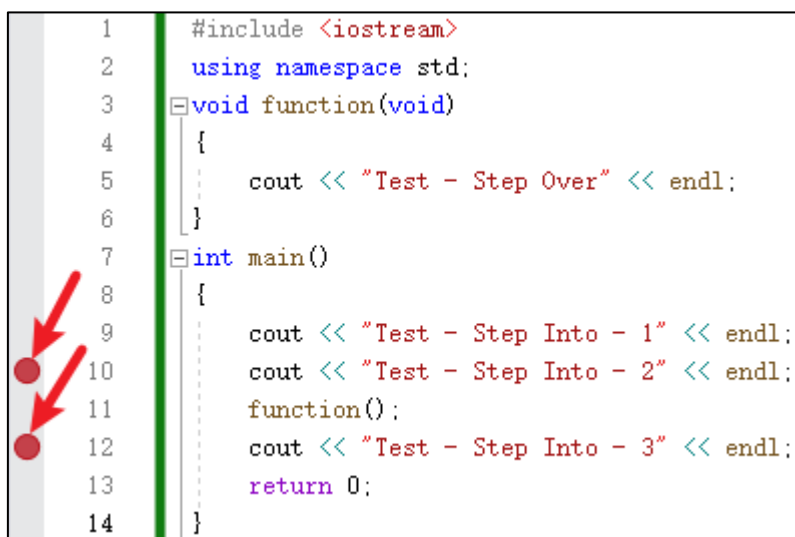 1 #include <iostream>
2 using namespace std;
3 void function(void)
4 {
5 cout << "Test - Step Over" << endl;
6 }
7 int main()
8 {
9 cout << "Test - Step Into - 1" << endl;
10 cout << "Test - Step Into - 2" << endl;
11 function();
12 cout << "Test - Step Into - 3" << endl;
13 return 0;
14 }